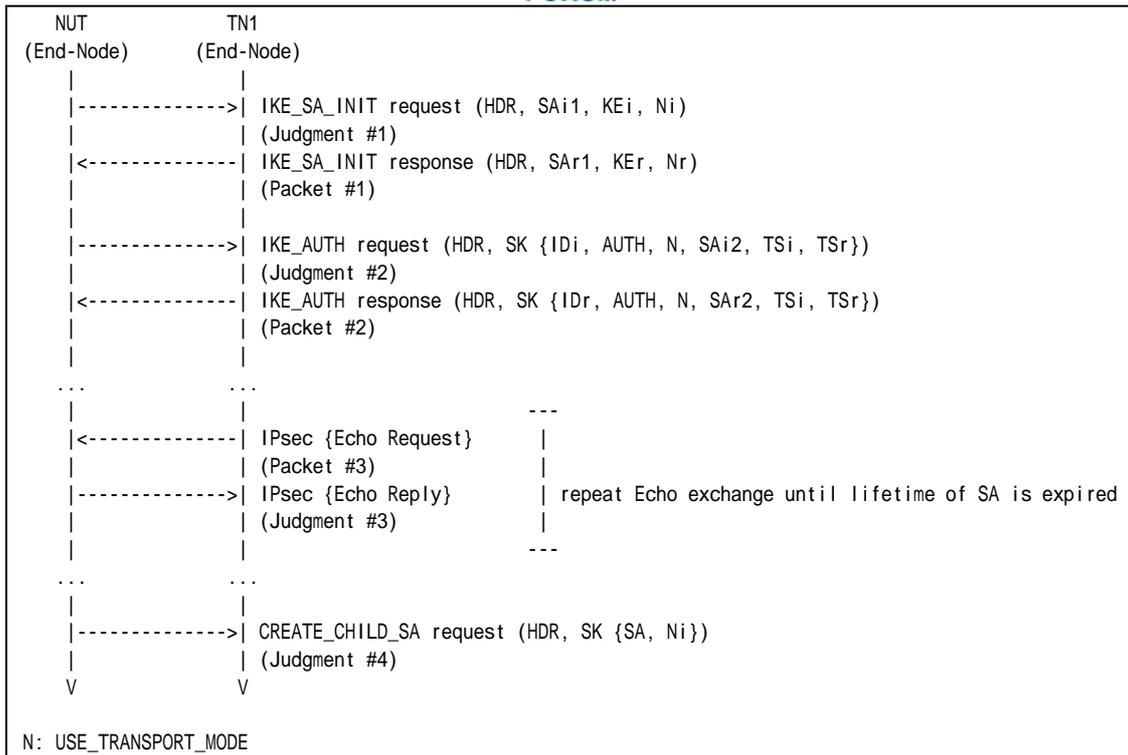 NUT TN1
(End-Node) (End-Node)
| |
|-------------->| IKE_SA_INIT request (HDR, SAi1, KEi, Ni)
| | (Judgment #1)
|<--------------| IKE_SA_INIT response (HDR, SAr1, KEr, Nr)
| | (Packet #1)
| |
|-------------->| IKE_AUTH request (HDR, SK {IDi, AUTH, N, SAi2, TSi, TSr})
| | (Judgment #2)
|<--------------| IKE_AUTH response (HDR, SK {IDr, AUTH, N, SAr2, TSi, TSr})
| | (Packet #2)
| |
... ...
| | ---
|<--------------| IPsec {Echo Request} |
| | (Packet #3) |
|-------------->| IPsec {Echo Reply} | repeat Echo exchange until lifetime of SA is expired
| | (Judgment #3) |
| | ---
... ...
| |
|-------------->| CREATE_CHILD_SA request (HDR, SK {SA, Ni})
| | (Judgment #4)
V V
N: USE_TRANSPORT_MODE